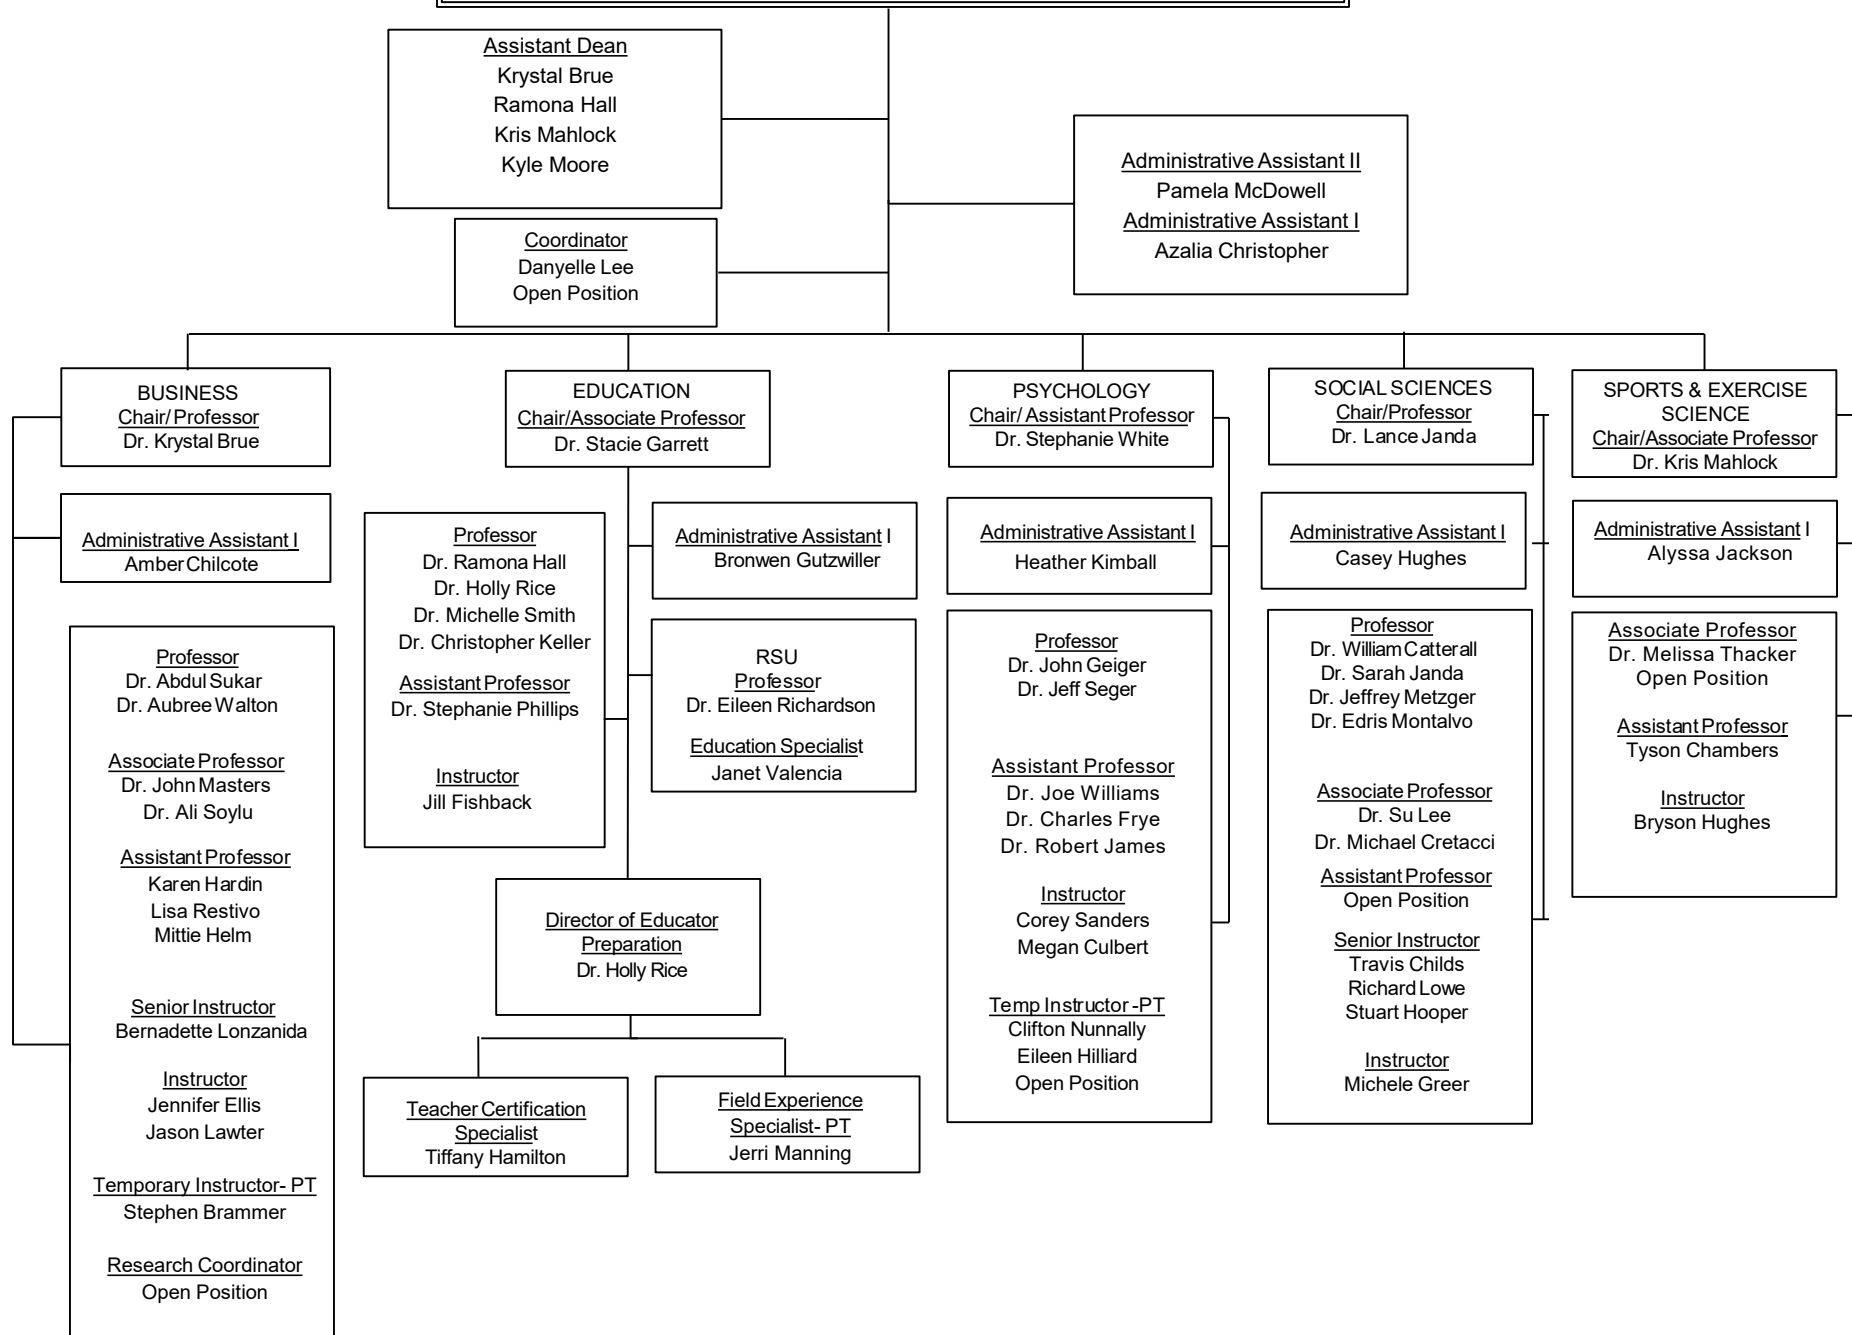 Assistant Dean
Krystal Brue
Ramona Hall
Kris Mahlock
Kyle Moore
Administrative Assistant II
Pamela McDowell
Administrative Assistant I
Azalia Christopher
Coordinator
Danyelle Lee
Open Position
BUSINESS
Chair/ Professor
Dr. Krystal Brue
Administrative Assistant I
Amber Chilcote
Professor
Dr. Abdul Sukar
Dr. Aubree Walton
Associate Professor
Dr. John Masters
Dr. Ali Soylu
Assistant Professor
Karen Hardin
Lisa Restivo
Mittie Helm
Senior Instructor
Bernadette Lonzanida
Instructor
Jennifer Ellis
Jason Lawter
Temporary Instructor- PT
Stephen Brammer
Research Coordinator
Open Position
EDUCATION
Chair/Associate Professor
Dr. Stacie Garrett
Professor
Dr. Ramona Hall
Dr. Holly Rice
Dr. Michelle Smith
Dr. Christopher Keller
Assistant Professor
Dr. Stephanie Phillips
Instructor
Jill Fishback
Administrative Assistant I
Bronwen Gutzwiller
RSU
Professor
Dr. Eileen Richardson
Education Specialist
Janet Valencia
Director of Educator
Preparation
Dr. Holly Rice
Teacher Certification
Specialist
Tiffany Hamilton
Field Experience
Specialist- PT
Jerri Manning
PSYCHOLOGY
Chair/ Assistant Professor
Dr. Stephanie White
Administrative Assistant I
Heather Kimball
Professor
Dr. John Geiger
Dr. Jeff Seger
Assistant Professor
Dr. Joe Williams
Dr. Charles Frye
Dr. Robert James
Instructor
Corey Sanders
Megan Culbert
Temp Instructor -PT
Clifton Nunnally
Eileen Hilliard
Open Position
SOCIAL SCIENCES
Chair/Professor
Dr. Lance Janda
Administrative Assistant I
Casey Hughes
Professor
Dr. William Catterall
Dr. Sarah Janda
Dr. Jeffrey Metzger
Dr. Edris Montalvo
Associate Professor
Dr. Su Lee
Dr. Michael Cretacci
Assistant Professor
Open Position
Senior Instructor
Travis Childs
Richard Lowe
Stuart Hooper
Instructor
Michele Greer
SPORTS & EXERCISE
SCIENCE
Chair/Associate Professor
Dr. Kris Mahlock
Administrative Assistant I
Alyssa Jackson
Associate Professor
Dr. Melissa Thacker
Open Position
Assistant Professor
Tyson Chambers
Instructor
Bryson Hughes